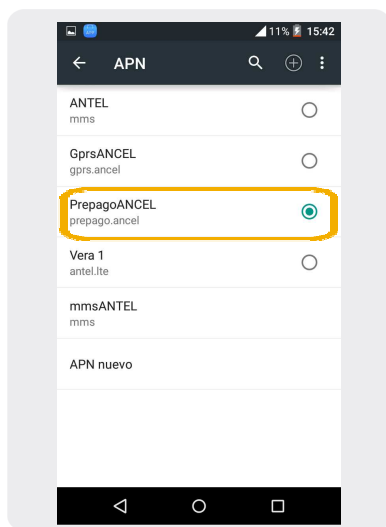 11% 15:42
APN
ANTEL
mms
GprsANCEL
gprs.ancel
PrepagoANCEL
prepago.ancel
Vera 1
antel.lte
mmsANTEL
mms
APN nuevo